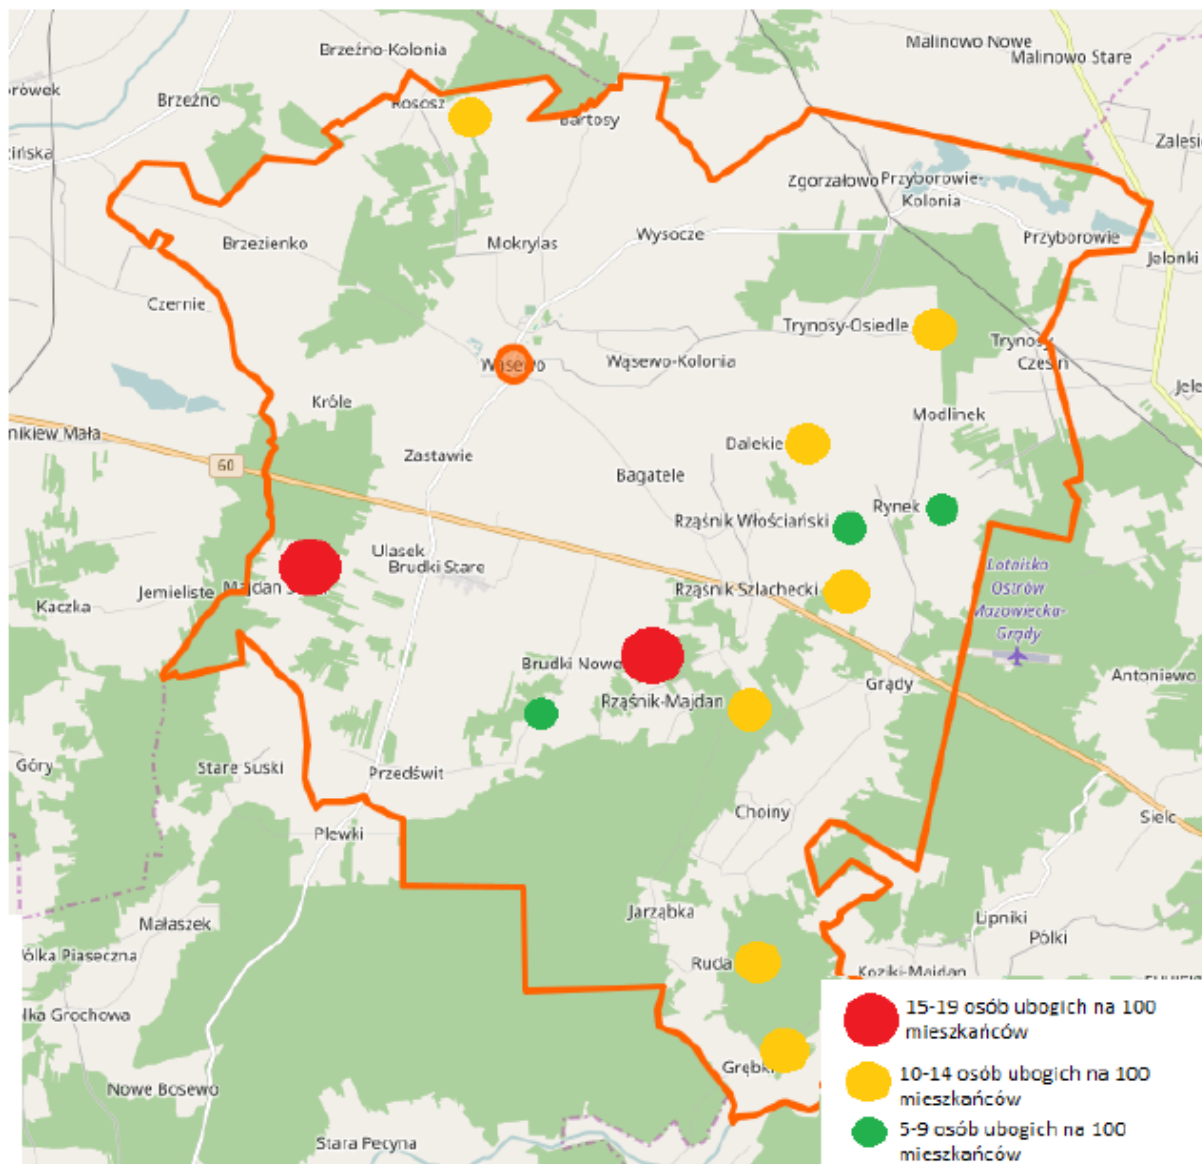 Malinowo Nowe
Brzeźno-Kolonia
Malinowo Stare
Brzeźno
Rososz
Bartosy
Zgorzałowo
Przyborowie-
Kolonia
Wysocze
Przyborowie
Brzezienko
Mokrylas
Jelonki
Czernie
Trynosy-Osiedle
Trynosy
Czesin
Wąsewo
Wąsewo-Kolonia
Króle
Modlinek
Dalekie
60
Zastawie
Bagatele
Rynek
Rząśnik Włościański
Ulasek
Brudki Stare
Lotnisko
Ostrów
Mazowiecka-
Grądy
Jemieliste
Majdan
Rząśnik Szlachecki
Kaczka
Brudki Nowe
Antoniewo
Grądy
Rząśnik-Majdan
Góry
Stare Suski
Przedświt
Choiny
Sielc
Plewki
Jarząbka
Lipniki
Małaszek
Pólki
Ruda
Koziki-Majdan
Grębki
Nowe Bosewo
Stara Pecyna
15-19 osób ubogich na 100
mieszkańców
10-14 osób ubogich na 100
mieszkańców
5-9 osób ubogich na 100
mieszkańców